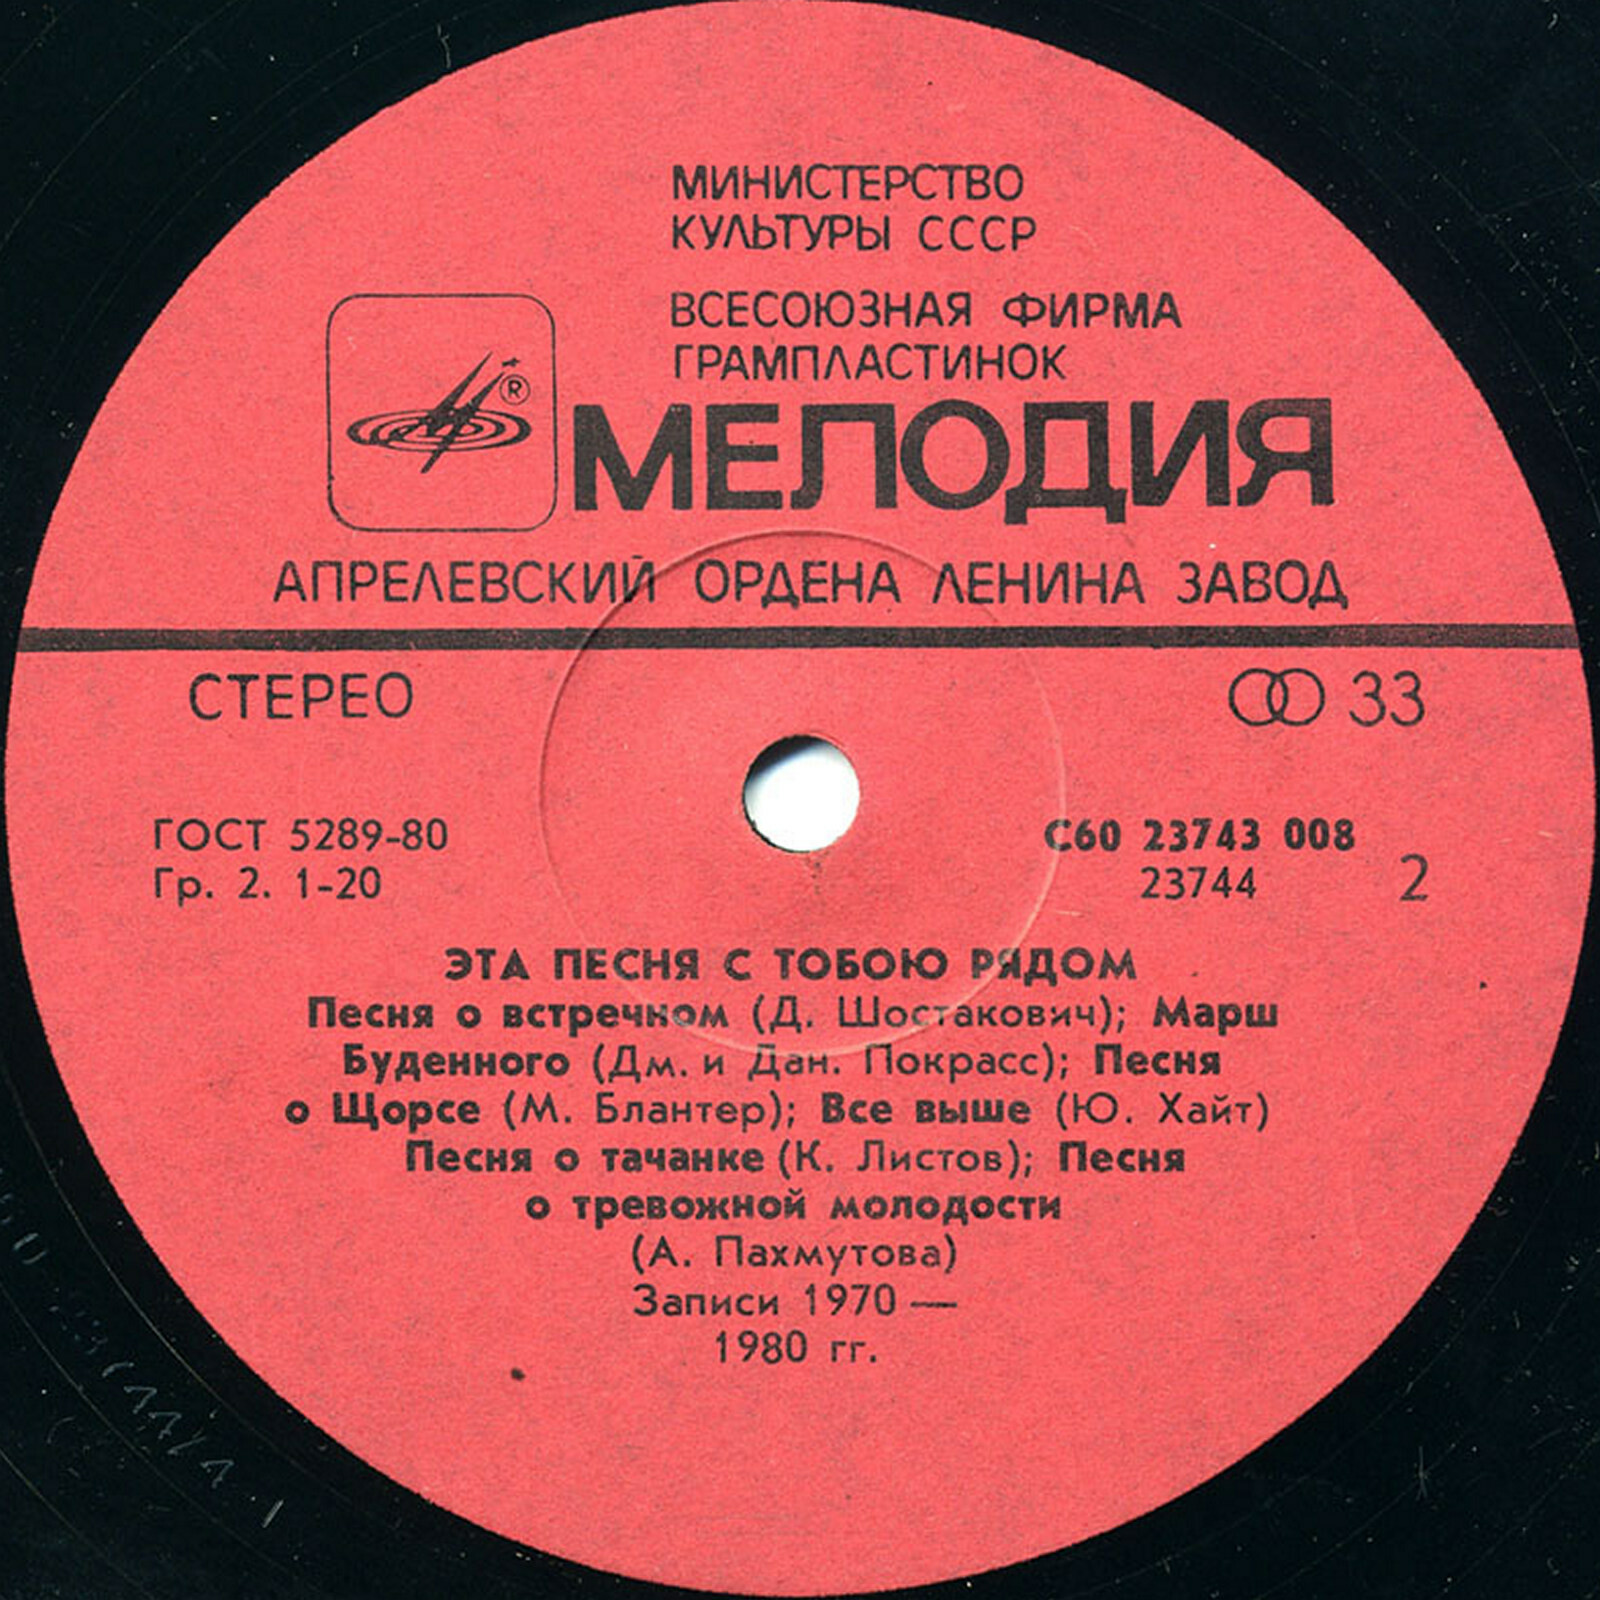 МИНИСТЕРСТВО
КУЛЬТУРЫ СССР
ВСЕСОЮЗНАЯ ФИРМА
ГРАМПЛАСТИНОК
®
МЕЛОДИЯ
АПРЕЛЕВСКИЙ ОРДЕНА ЛЕНИНА ЗАВОД
СТЕРЕО
33
ГОСТ 5289-80
Гр. 2. 1-20
С60 23743 008
23744
2
ЭТА ПЕСНЯ С ТОБОЮ РЯДОМ
Песня о встречном (Д. Шостакович); Марш
Буденного (Дм. и Дан. Покрасс); Песня
о Щорсе (М. Блантер); Все выше (Ю. Хайт)
Песня о тачанке (К. Листов); Песня
о тревожной молодости
(А. Пахмутова)
Записи 1970 —
1980 гг.